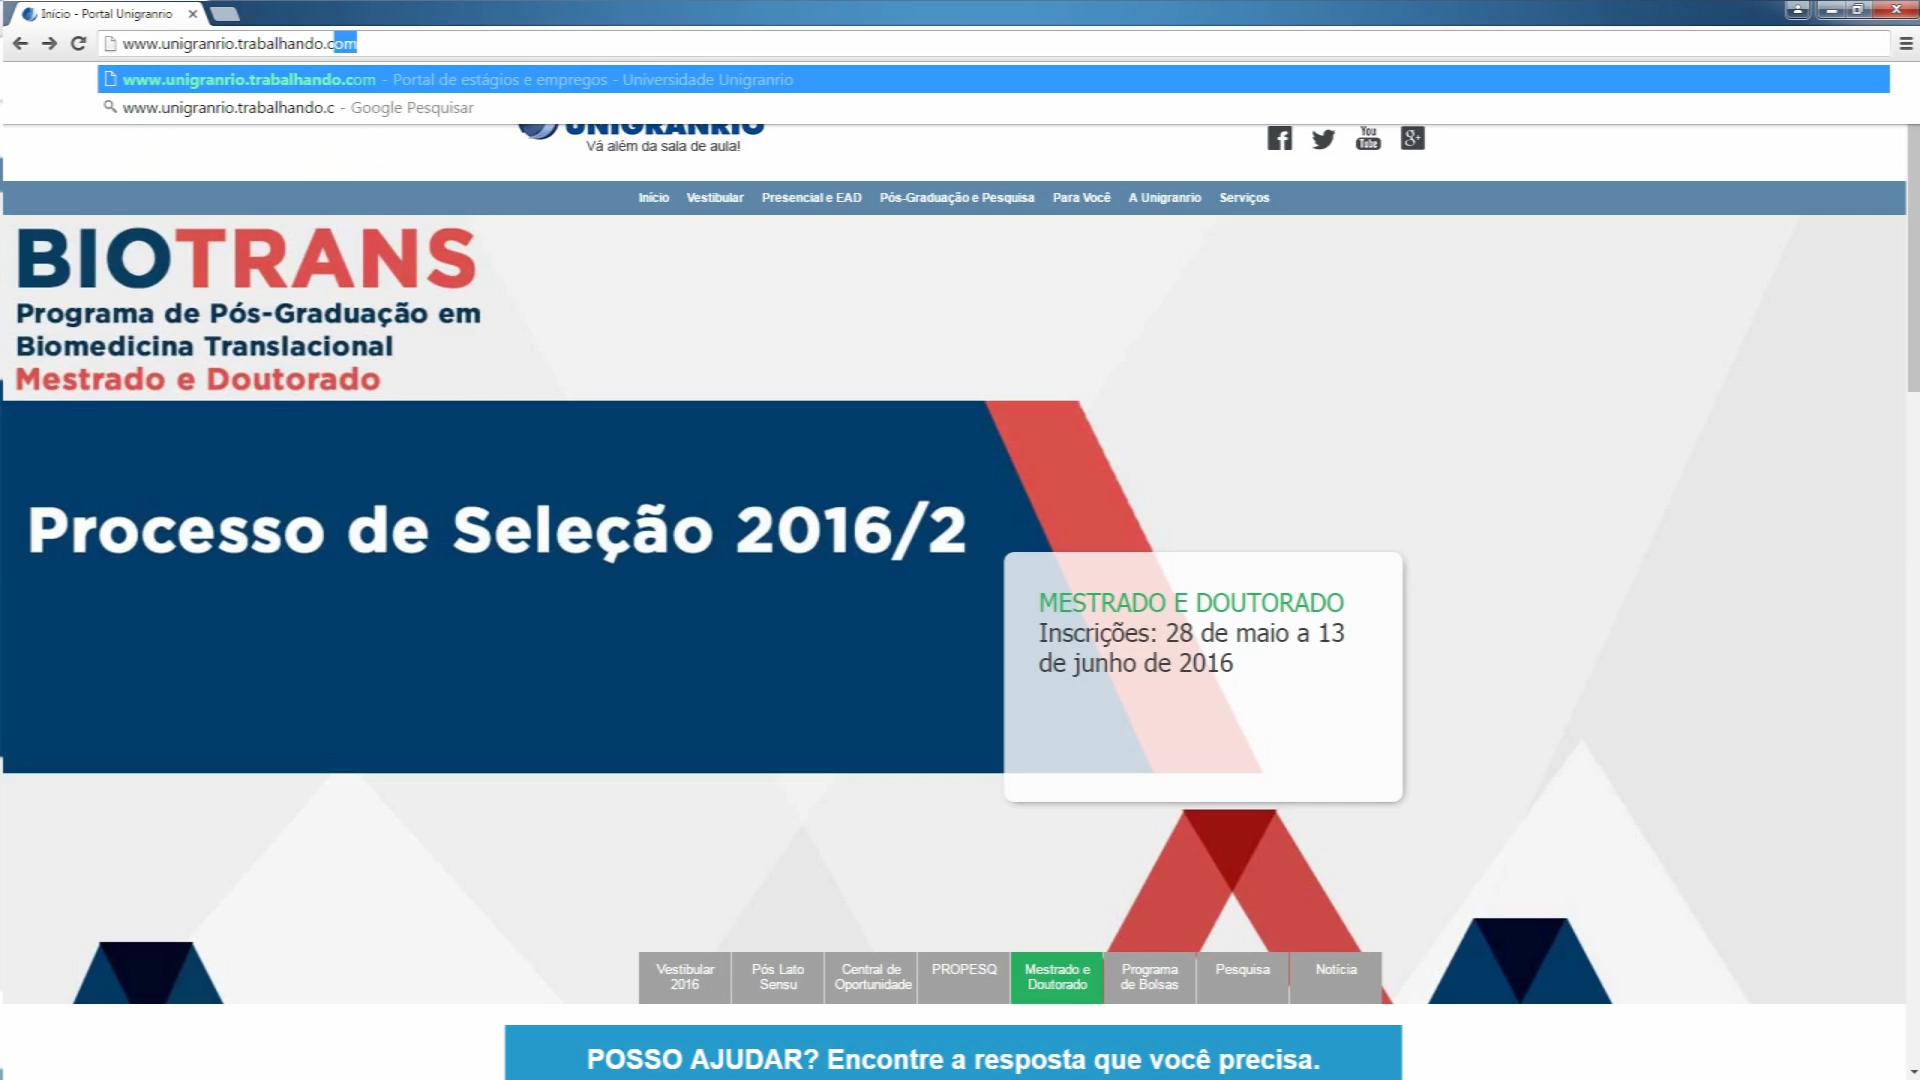 Início - Portal Unigranrio
www.unigranrio.trabalhando.com
www.unigranrio.trabalhando.com - Portal de estágios e empregos - Universidade Unigranrio
www.unigranrio.trabalhando.c - Google Pesquisar
UNIGRANRIO
Vá além da sala de aula!
You
Tube
g+
Início Vestibular Presencial e EAD Pós-Graduação e Pesquisa Para Você A Unigranrio Serviços
BIOTRANS
Programa de Pós-Graduação em
Biomedicina Translacional
Mestrado e Doutorado
Processo de Seleção 2016/2
MESTRADO E DOUTORADO
Inscrições: 28 de maio a 13
de junho de 2016
Vestibular
2016
Pós Lato
Sensu
Central de
Oportunidade
PROPESQ
Mestrado e
Doutorado
Programa
de Bolsas
Pesquisa
Notícia
POSSO AJUDAR? Encontre a resposta que você precisa.